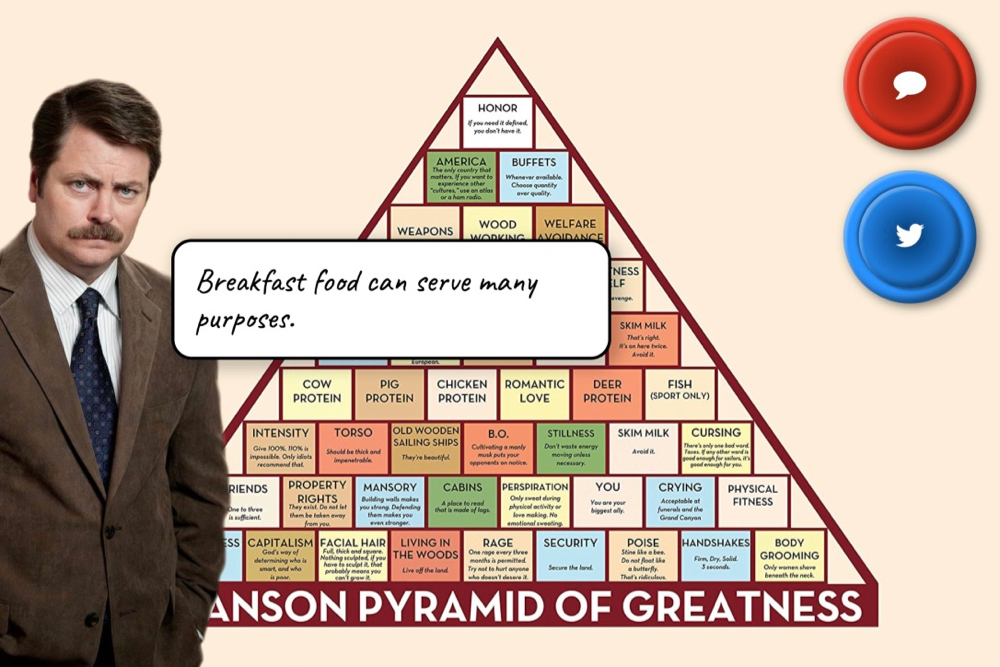 HONOR
If you need it defined,
you don't have it.
AMERICA
The only country that
matters. If you want to
experience other
"cultures," use an atlas
or a ham radio.
BUFFETS
Whenever available.
Choose quantity
over quality.
WEAPONS
WOOD
WORKING
WELFARE
AVOIDANCE
Breakfast food can serve many
purposes.
SKIM MILK
That's right.
It's on here twice.
Avoid it.
European.
COW
PROTEIN
PIG
PROTEIN
CHICKEN
PROTEIN
ROMANTIC
LOVE
DEER
PROTEIN
FISH
(SPORT ONLY)
INTENSITY
Give 100%. 110% is
impossible. Only idiots
recommend that.
TORSO
Should be thick and
impenetrable.
OLD WOODEN
SAILING SHIPS
They're beautiful.
B.O.
Cultivating a manly
musk puts your
opponents on notice.
STILLNESS
Don't waste energy
moving unless
necessary.
SKIM MILK
Avoid it.
CURSING
There's only one bad word.
Taxes. If any other word is
good enough for sailors, it's
good enough for you.
RIENDS
One to three
is sufficient.
PROPERTY
RIGHTS
They exist. Do not let
them be taken away
from you.
MANSORY
Building walls makes
you strong. Defending
them makes you
even stronger.
CABINS
A place to read
that is made of logs.
PERSPIRATION
Only sweat during
physical activity or
love making. No
emotional sweating.
YOU
You are your
biggest ally.
CRYING
Acceptable at
funerals and the
Grand Canyon
PHYSICAL
FITNESS
ESS
CAPITALISM
God's way of
determining who is
smart, and who
is poor.
FACIAL HAIR
Full, thick and square.
Nothing sculpted, if you
have to sculpt it, that
probably means you
can't grow it.
LIVING IN
THE WOODS
Live off the land.
RAGE
One rage every three
months is permitted.
Try not to hurt anyone
who doesn't desere it.
SECURITY
Secure the land.
POISE
Stine like a bee.
Do not float like
a butterfly.
That's ridiculous.
HANDSHAKES
Firm, Dry, Solid.
3 seconds.
BODY
GROOMING
Only women shave
beneath the neck.
ANSON PYRAMID OF GREATNESS